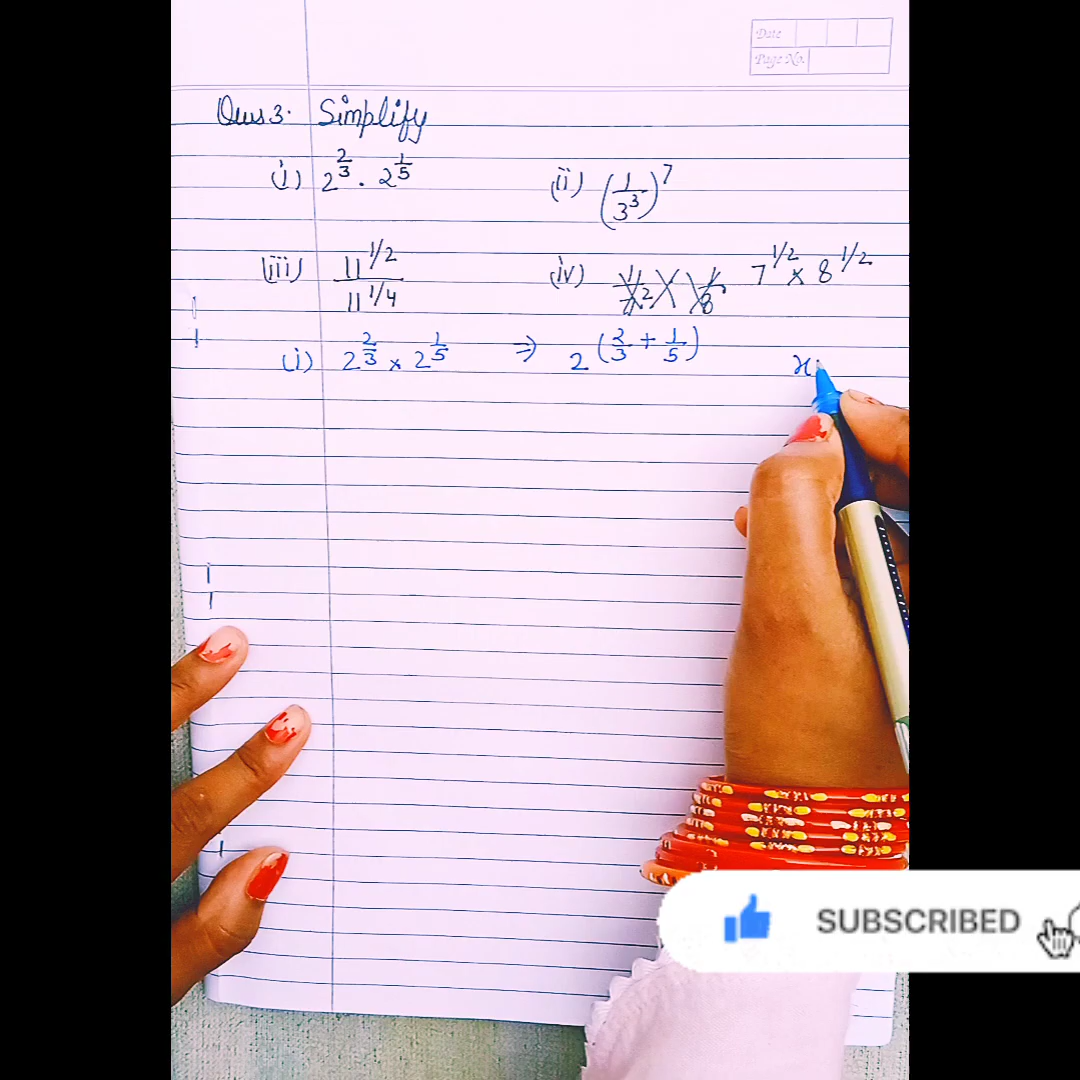 Date
Page No.
Ques 3. Simplify
(i) 2^{2/3} . 2^{1/5} (ii) (1/3^3)^7
(iii) 11^{1/2} / 11^{1/4} (iv) 7^{1/2} × 8^{1/2}
(i) 2^{2/3} × 2^{1/5} ⇒ 2^{(2/3 + 1/5)} x
SUBSCRIBED